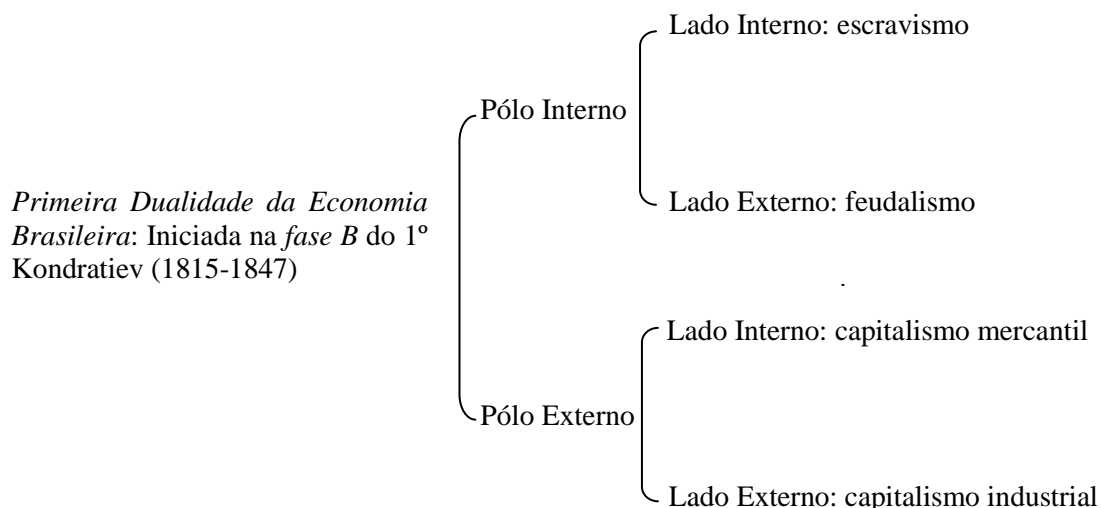 Lado Interno: escravismo
Pólo Interno
Lado Externo: feudalismo
Primeira Dualidade da Economia
Brasileira: Iniciada na fase B do 1º
Kondratiev (1815-1847)
.
Lado Interno: capitalismo mercantil
Pólo Externo
Lado Externo: capitalismo industrial